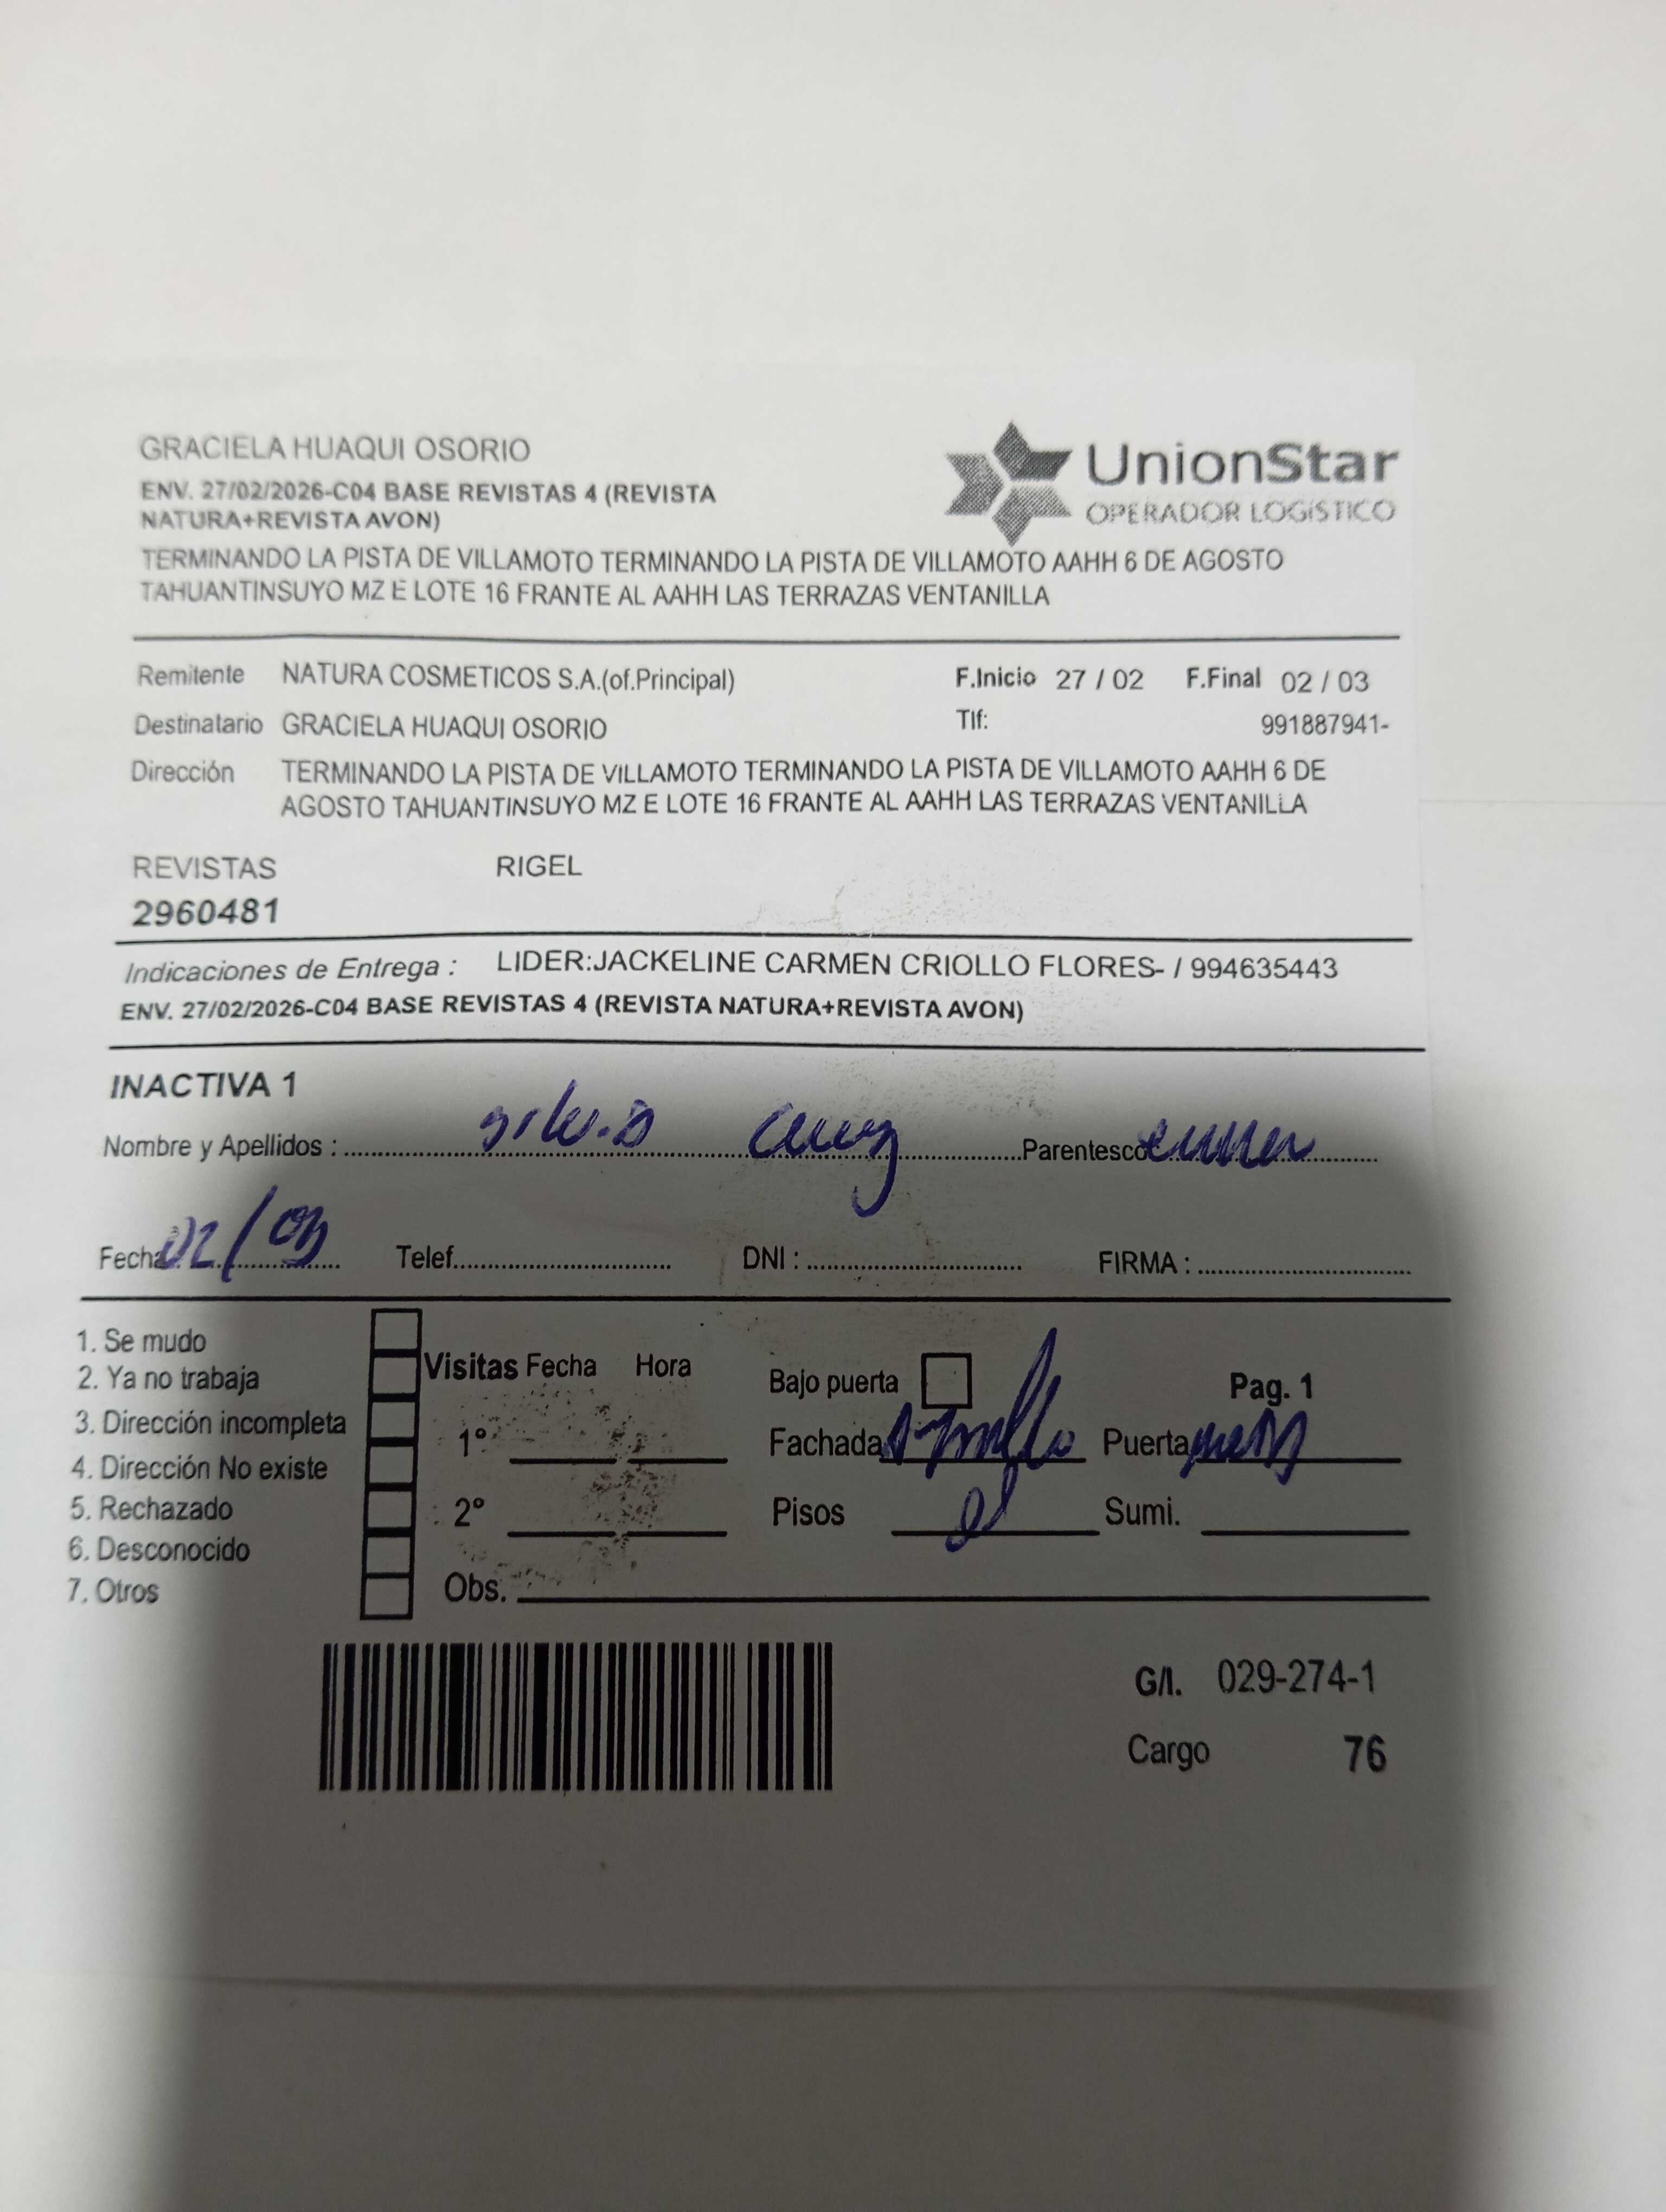 GRACIELA HUAQUI OSORIO
ENV. 27/02/2026-C04 BASE REVISTAS 4 (REVISTA
NATURA+REVISTA AVON)
UnionStar
OPERADOR LOGÍSTICO
TERMINANDO LA PISTA DE VILLAMOTO TERMINANDO LA PISTA DE VILLAMOTO AAHH 6 DE AGOSTO
TAHUANTINSUYO MZ E LOTE 16 FRANTE AL AAHH LAS TERRAZAS VENTANILLA
Remitente NATURA COSMETICOS S.A.(of.Principal) F.Inicio 27 / 02 F.Final 02 / 03
Destinatario GRACIELA HUAQUI OSORIO Tlf: 991887941-
Dirección TERMINANDO LA PISTA DE VILLAMOTO TERMINANDO LA PISTA DE VILLAMOTO AAHH 6 DE
AGOSTO TAHUANTINSUYO MZ E LOTE 16 FRANTE AL AAHH LAS TERRAZAS VENTANILLA
REVISTAS RIGEL
2960481
Indicaciones de Entrega : LIDER:JACKELINE CARMEN CRIOLLO FLORES- / 994635443
ENV. 27/02/2026-C04 BASE REVISTAS 4 (REVISTA NATURA+REVISTA AVON)
INACTIVA 1
Nombre y Apellidos : Parentesco
Fecha: 02/03 Telef. DNI : FIRMA :
1. Se mudo
2. Ya no trabaja
3. Dirección incompleta
4. Dirección No existe
5. Rechazado
6. Desconocido
7. Otros
Visitas Fecha Hora
1°
2°
Obs.
Bajo puerta Pag. 1
Fachada Puerta
Pisos Sumi.
G/I. 029-274-1
Cargo 76